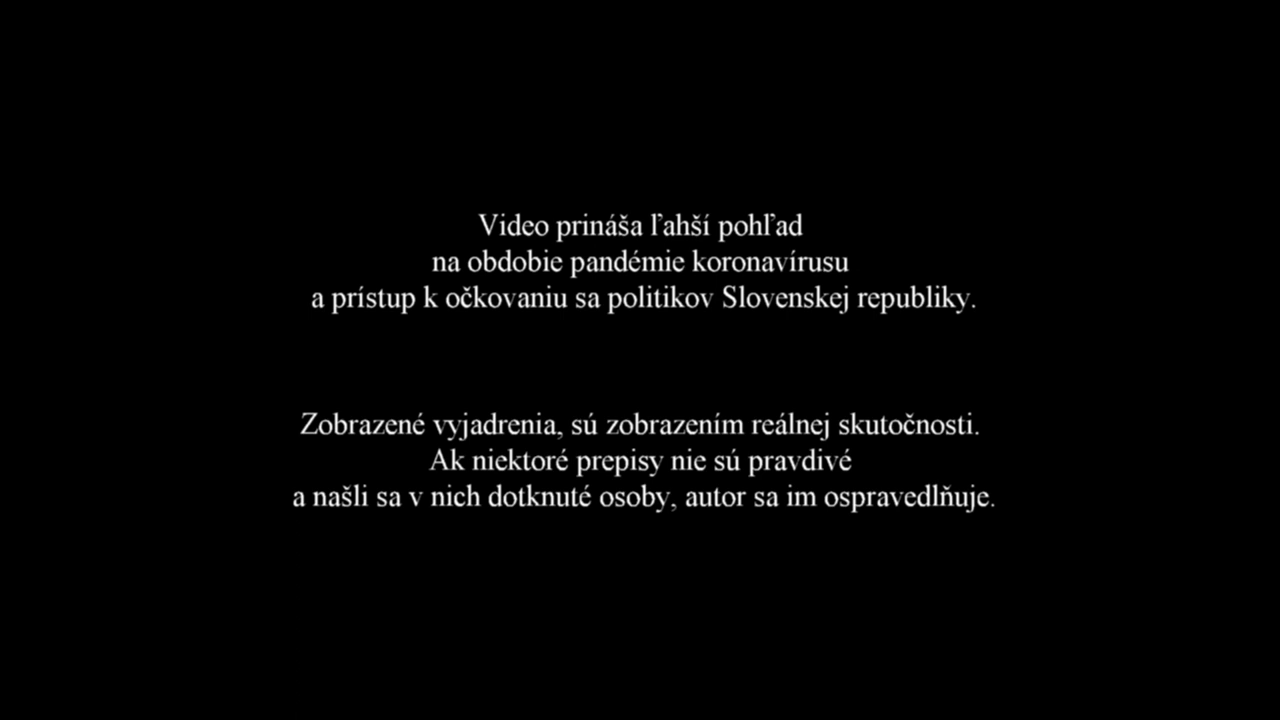 Video prináša ľahší pohľad
na obdobie pandémie koronavírusu
a prístup k očkovaniu sa politikov Slovenskej republiky.
Zobrazené vyjadrenia, sú zobrazením reálnej skutočnosti.
Ak niektoré prepisy nie sú pravdivé
a našli sa v nich dotknuté osoby, autor sa im ospravedlňuje.